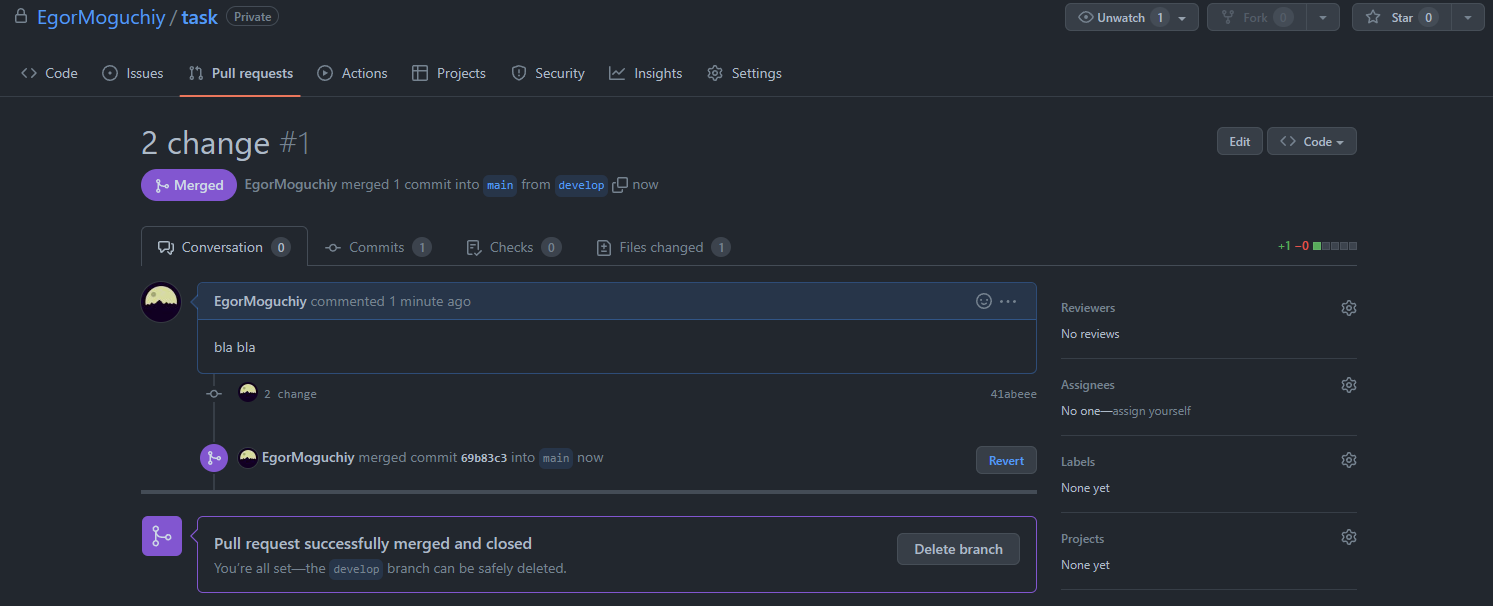 EgorMoguchiy / task Private Unwatch 1 Fork 0 Star 0
Code Issues Pull requests Actions Projects Security Insights Settings
2 change #1 Edit Code
Merged EgorMoguchiy merged 1 commit into main from develop now
Conversation 0 Commits 1 Checks 0 Files changed 1 +1 −0
EgorMoguchiy commented 1 minute ago
bla bla
2 change 41abeee
EgorMoguchiy merged commit 69b83c3 into main now Revert
Pull request successfully merged and closed
You're all set—the develop branch can be safely deleted.
Delete branch
Reviewers
No reviews
Assignees
No one—assign yourself
Labels
None yet
Projects
None yet